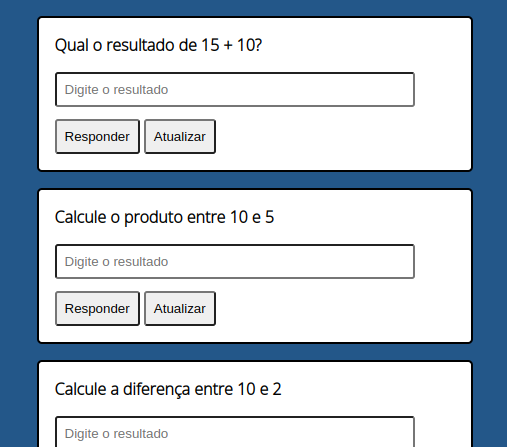 Qual o resultado de 15 + 10?
Digite o resultado
Responder Atualizar
Calcule o produto entre 10 e 5
Digite o resultado
Responder Atualizar
Calcule a diferença entre 10 e 2
Digite o resultado